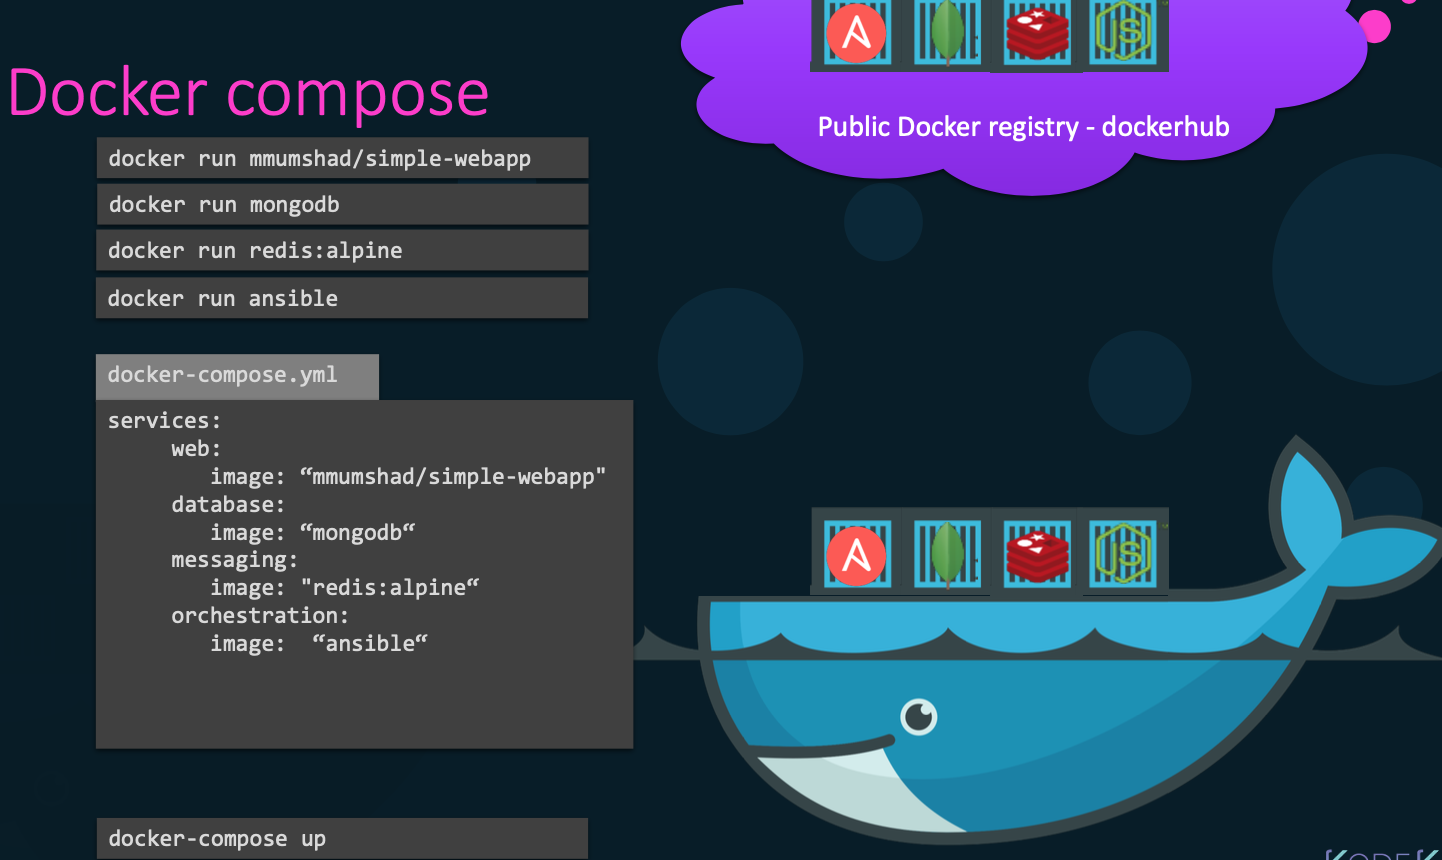 Docker compose
docker run mmumshad/simple-webapp
docker run mongodb
docker run redis:alpine
docker run ansible
docker-compose.yml
services:
web:
image: “mmumshad/simple-webapp"
database:
image: “mongodb“
messaging:
image: "redis:alpine“
orchestration:
image:  “ansible“
docker-compose up
Public Docker registry - dockerhub
JS
JS